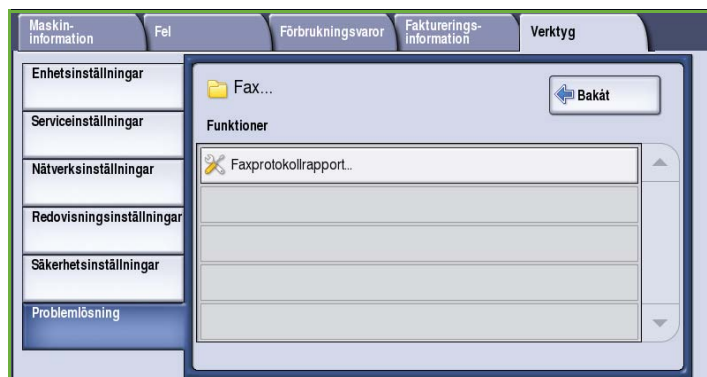 Maskin-
information
Fel
Förbrukningsvaror
Fakturerings-
information
Verktyg
Enhetsinställningar
Serviceinställningar
Nätverksinställningar
Redovisningsinställningar
Säkerhetsinställningar
Problemlösning
Fax...
Bakåt
Funktioner
Faxprotokollrapport...